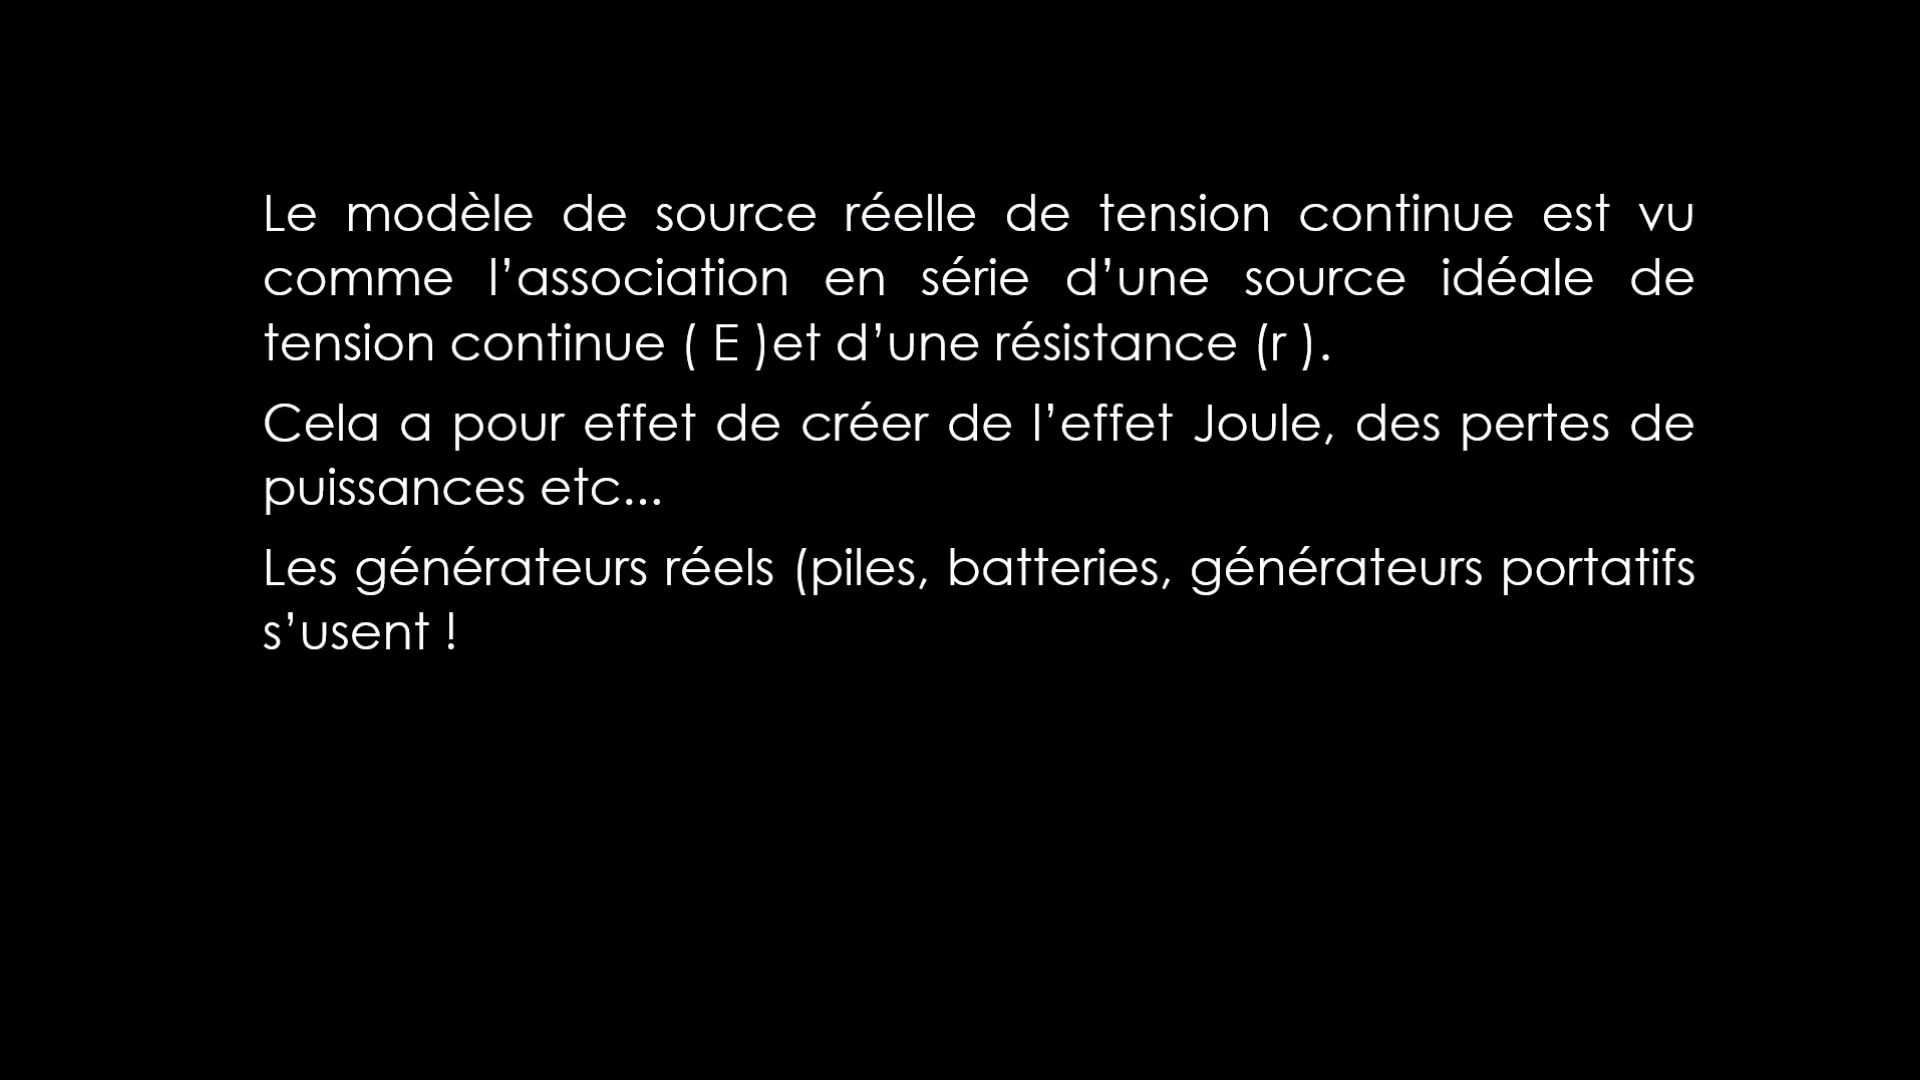 Le modèle de source réelle de tension continue est vu
comme l’association en série d’une source idéale de
tension continue ( E )et d’une résistance (r ).
Cela a pour effet de créer de l’effet Joule, des pertes de
puissances etc...
Les générateurs réels (piles, batteries, générateurs portatifs
s’usent !